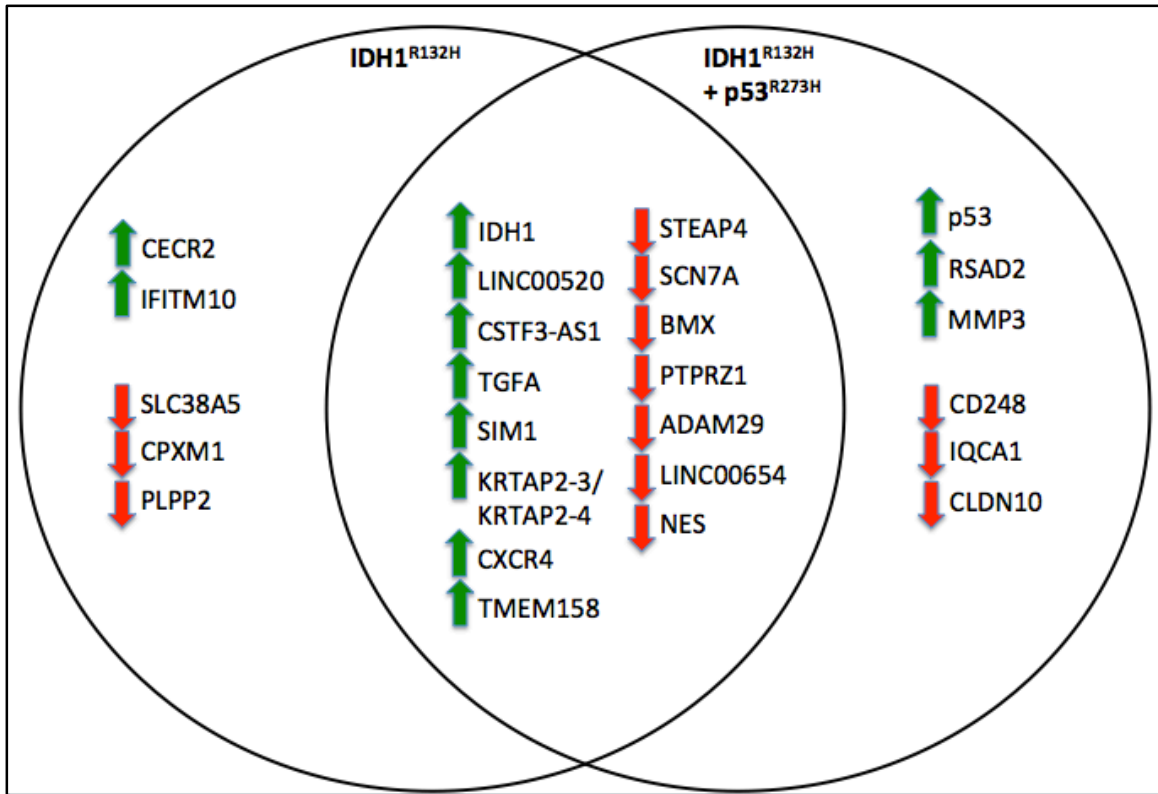 IDH1R132H
IDH1R132H
+ p53R273H
CECR2
IFITM10
SLC38A5
CPXM1
PLPP2
IDH1
LINC00520
CSTF3-AS1
TGFA
SIM1
KRTAP2-3/
KRTAP2-4
CXCR4
TMEM158
STEAP4
SCN7A
BMX
PTPRZ1
ADAM29
LINC00654
NES
p53
RSAD2
MMP3
CD248
IQCA1
CLDN10